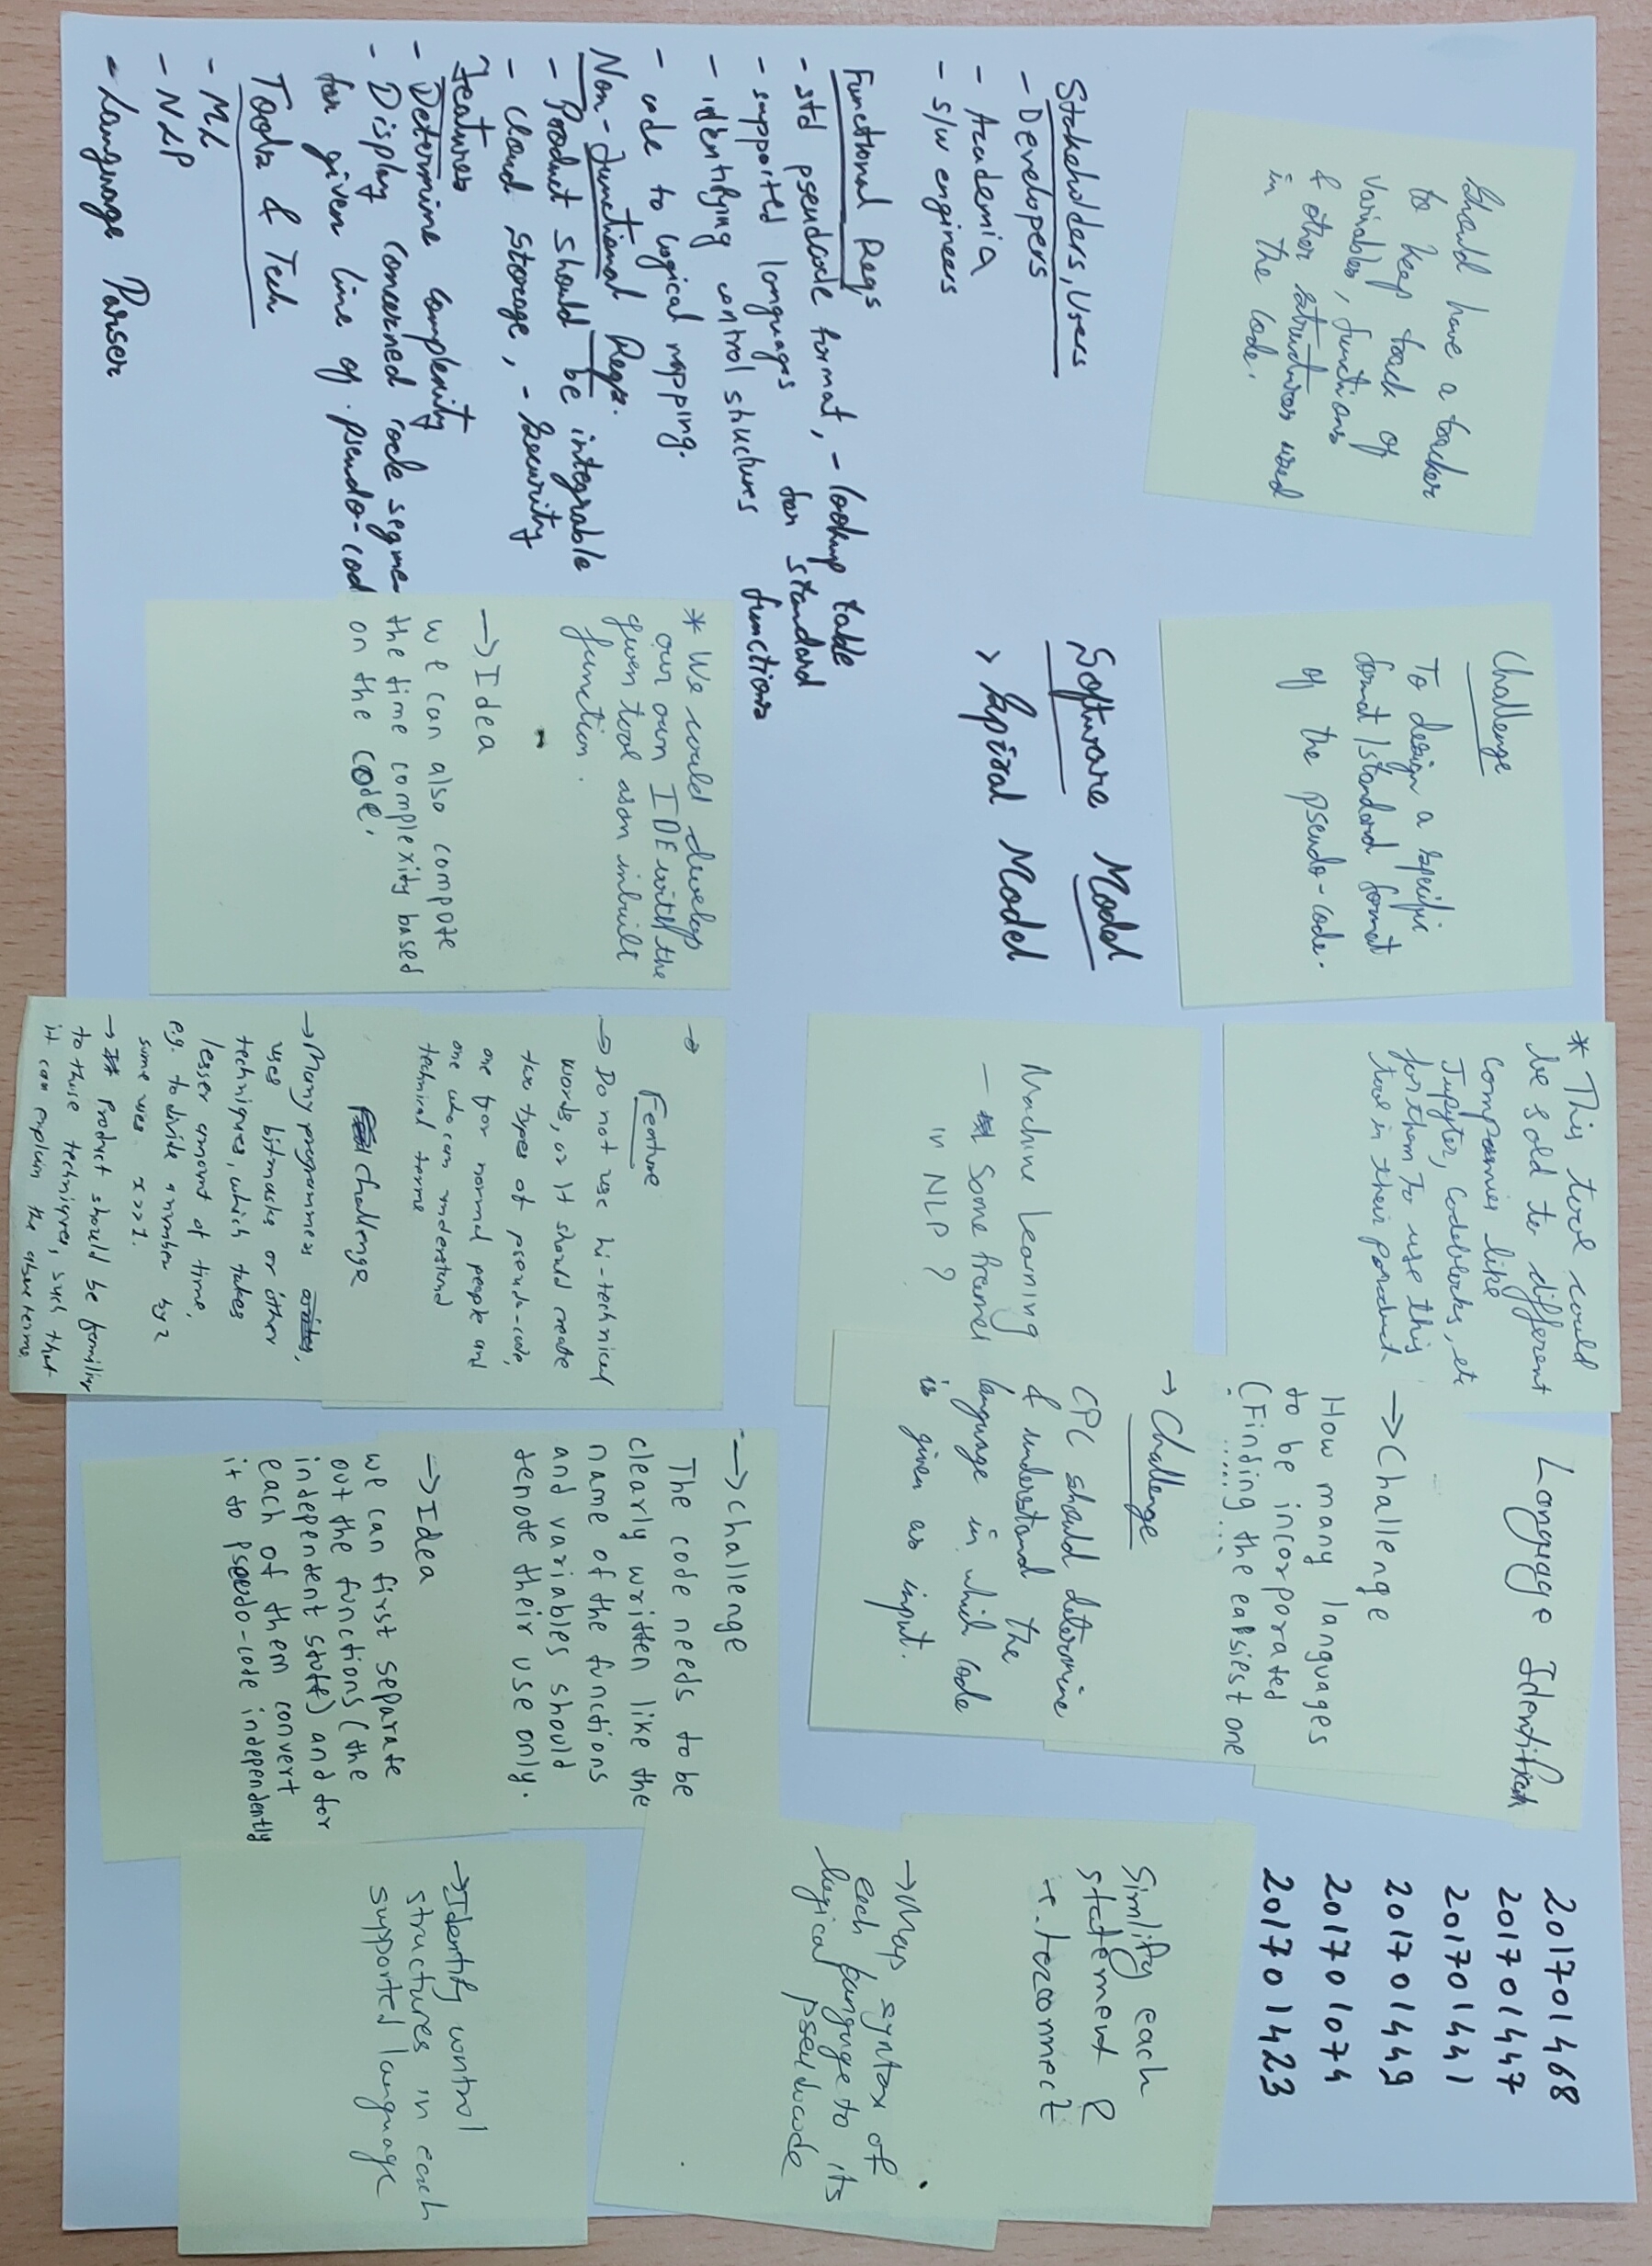 Should have a tracker
to keep track of
variables, functions
& other structures used
in the code.
Challenge
To design a specific
format/standard format
of the pseudo-code.
* This tool could
be sold to different
companies like
Jupyter, codeblocks, etc
for them to use this
tool in their product.
Language Identification
→ Challenge
How many languages
to be incorporated
(Finding the easiest one
201701468
201701447
201701441
201701449
201701074
201701423
Stakeholders, Users
- Developers
- Academia
- s/w engineers
Software Model
> Spiral Model
Machine Learning
- Some frames
in NLP ?
→ Challenge
CPC should determine
& understand the
language in which code
is given as input.
Simlify each
statement &
reconnect
→ Map syntax of
each language to its
logical pseudocode
Functional Reqs
- std pseudocode format, - lookup table
for standard
functions
- supported languages
- identifying control structures
- code to logical mapping.
Non-Functional Reqs.
- Product should be integrable
- Cloud storage, - Security
Features
- Determine complexity
- Display concerned code segme
for given line of pseudo-cod
Tools & Tech
- ML
- NLP
- Language Parser
* We could develop
our own IDE with the
given tool as an inbuilt
function.
→ Idea
we can also compute
the time complexity based
on the code.
→
Feature
→ Do not use hi-technical
words, or It should create
two types of pseudo-code,
one for normal people and
one who can understand
technical terms
Challenge
→ Many programmers,
uses bitmasks or other
techniques, which takes
lesser amount of time,
e.g. to divide a number by 2
some uses x>>1.
→ Product should be familiar
to those techniques, such that
it can explain the above terms.
→ Challenge
The code needs to be
clearly written like the
name of the functions
and variables should
denote their use only.
→ Idea
we can first separate
out the functions (the
independent stuff) and for
each of them convert
it to pseudo-code independently
→ Identify control
structures in each
supported language